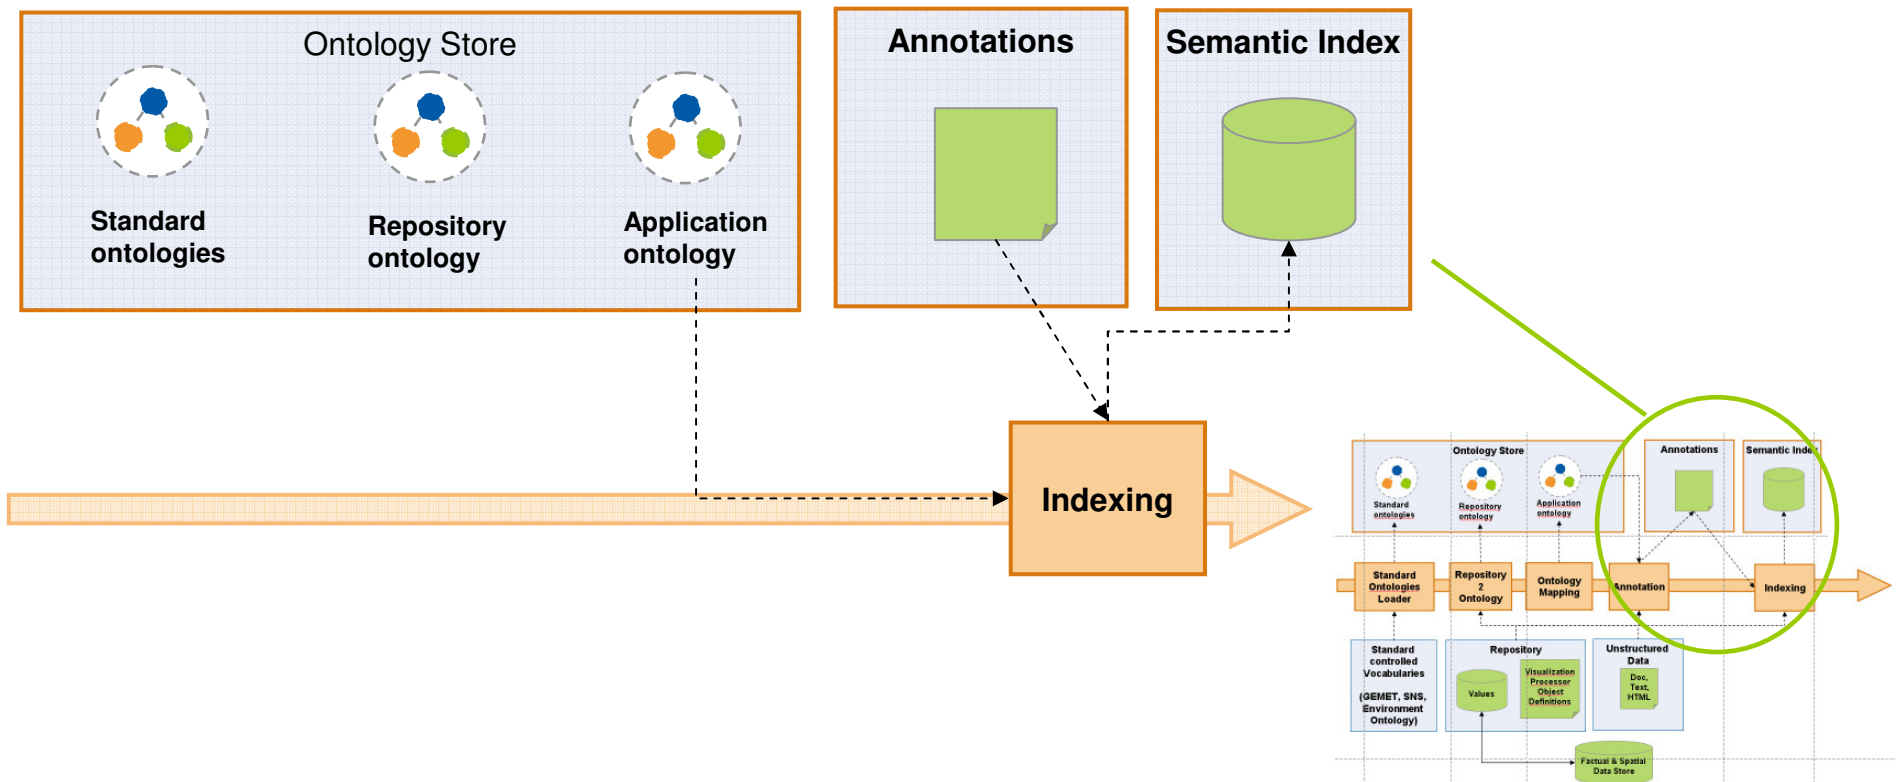 Ontology Store
Standard
ontologies
Repository
ontology
Application
ontology
Annotations
Semantic Index
Indexing
Ontology Store
Standard
ontologies
Repository
ontology
Application
ontology
Annotations
Semantic Index
Standard
Ontologies
Loader
Repository
2
Ontology
Ontology
Mapping
Annotation
Indexing
Standard
controlled
Vocabularies
(GEMET, SNS,
Environment
Ontology)
Repository
Values
Visualization
Processor
Object
Definitions
Unstructured
Data
Doc,
Text,
HTML
Factual & Spatial
Data Store